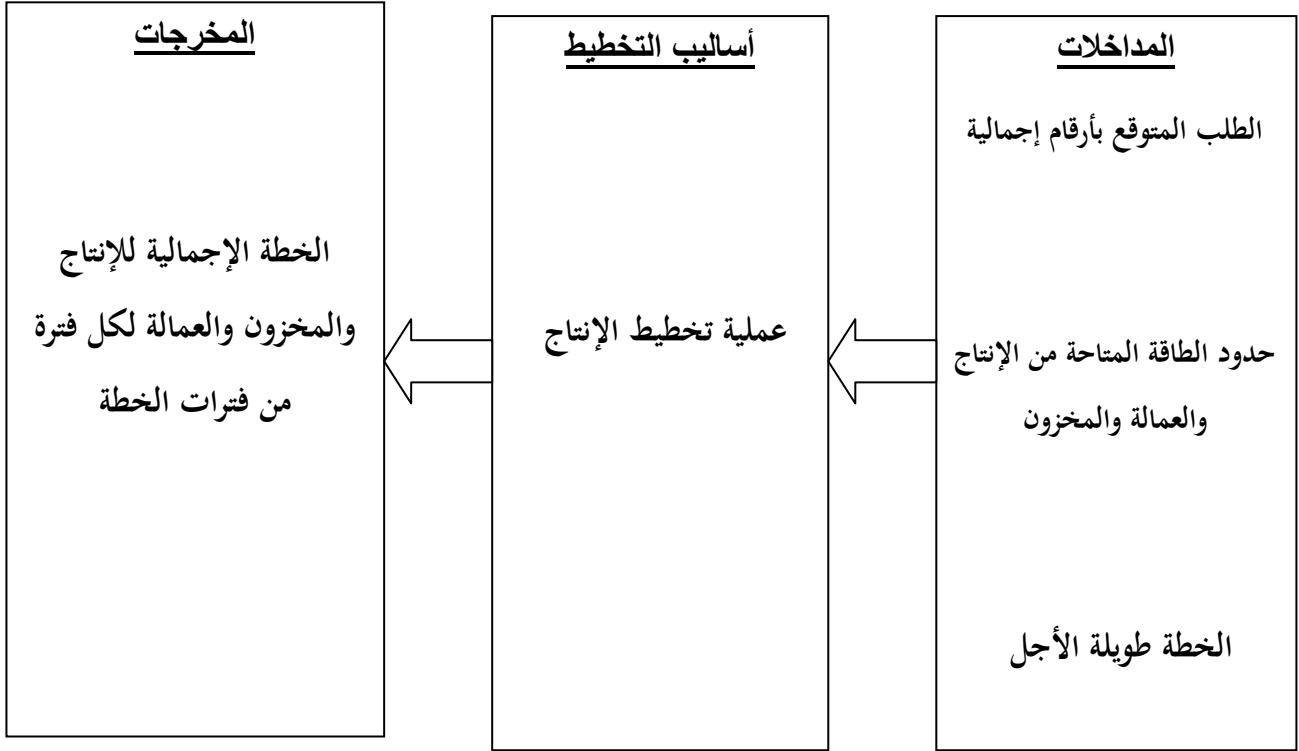 المداخلات
الطلب المتوقع بأرقام إجمالية
حدود الطاقة المتاحة من الإنتاج
والعمالة والمخزون
الخطة طويلة الأجل
أساليب التخطيط
عملية تخطيط الإنتاج
المخرجات
الخطة الإجمالية للإنتاج
والمخزون والعمالة لكل فترة
من فترات الخطة